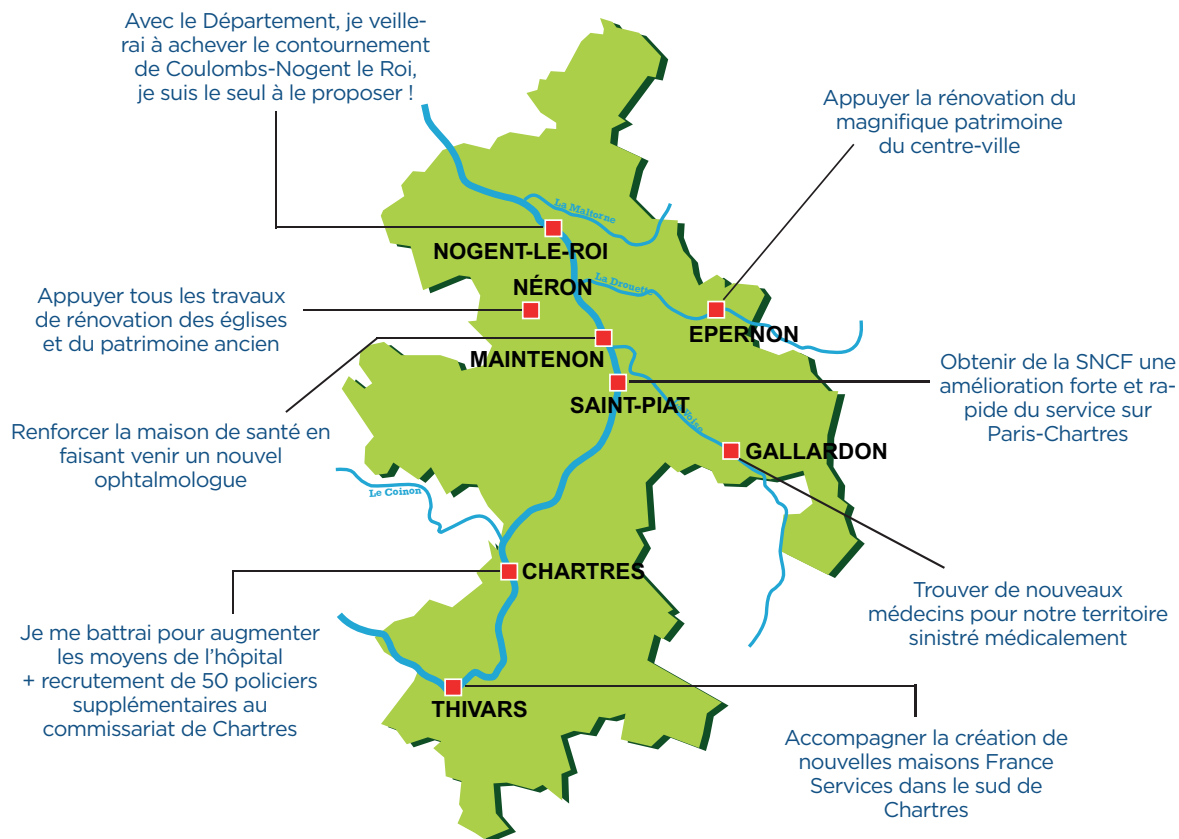 Avec le Département, je veille-
rai à achever le contournement
de Coulombs-Nogent le Roi,
je suis le seul à le proposer !
Appuyer la rénovation du
magnifique patrimoine
du centre-ville
La Maltorne
NOGENT-LE-ROI
La Drouette
NÉRON
Appuyer tous les travaux
de rénovation des églises
et du patrimoine ancien
EPERNON
MAINTENON
Obtenir de la SNCF une
amélioration forte et ra-
pide du service sur
Paris-Chartres
SAINT-PIAT
Voise
Renforcer la maison de santé en
faisant venir un nouvel
ophtalmologue
GALLARDON
Le Coinon
CHARTRES
Trouver de nouveaux
médecins pour notre territoire
sinistré médicalement
Je me battrai pour augmenter
les moyens de l’hôpital
+ recrutement de 50 policiers
supplémentaires au
commissariat de Chartres
THIVARS
Accompagner la création de
nouvelles maisons France
Services dans le sud de
Chartres